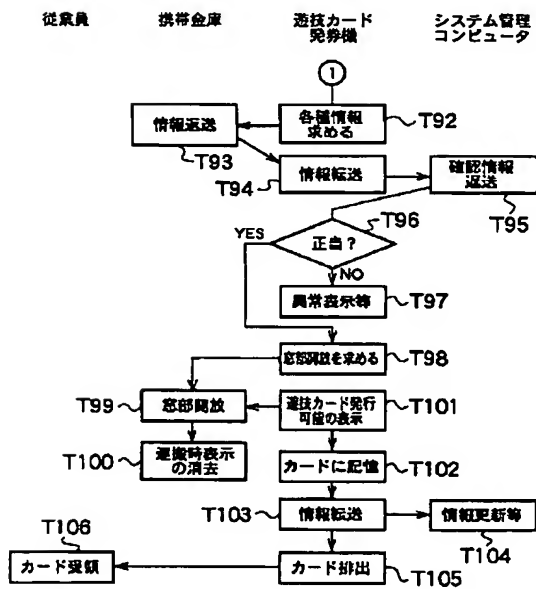 従業員 携帯金庫 遊技カード発券機 システム管理コンピュータ
1
各種情報求める T92
情報返送 T93
情報転送 T94
確認情報返送 T95
正当? T96
YES
NO
異常表示等 T97
窓部開放を求める T98
窓部開放 T99
遊技カード発行可能の表示 T101
運搬時表示の消去 T100
カードに記憶 T102
情報転送 T103
情報更新等 T104
カード排出 T105
カード受領 T106